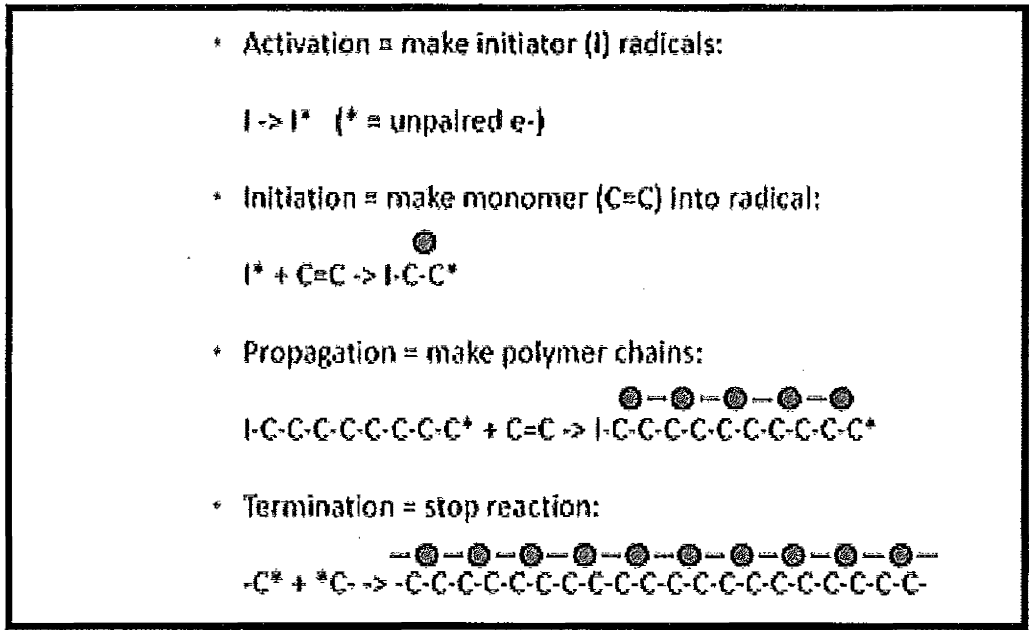 * Activation = make initiator (I) radicals:
I -> I* (* = unpaired e-)
* Initiation = make monomer (C=C) into radical:
I* + C=C -> I-C-C*
* Propagation = make polymer chains:
I-C-C-C-C-C-C-C-C* + C=C -> I-C-C-C-C-C-C-C-C-C-C*
* Termination = stop reaction:
-C* + *C- -> -C-C-C-C-C-C-C-C-C-C-C-C-C-C-C-C-C-C-C-C-